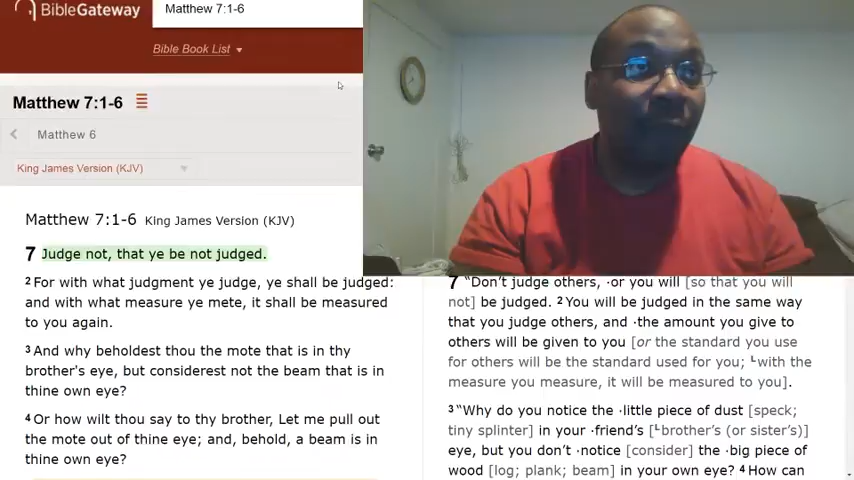 BibleGateway
Matthew 7:1-6
Bible Book List
Matthew 7:1-6
Matthew 6
King James Version (KJV)
Matthew 7:1-6 King James Version (KJV)
7 Judge not, that ye be not judged.
2 For with what judgment ye judge, ye shall be judged:
and with what measure ye mete, it shall be measured
to you again.
3 And why beholdest thou the mote that is in thy
brother's eye, but considerest not the beam that is in
thine own eye?
4 Or how wilt thou say to thy brother, Let me pull out
the mote out of thine eye; and, behold, a beam is in
thine own eye?
7 "Don't judge others, ·or you will [so that you will
not] be judged. 2 You will be judged in the same way
that you judge others, and ·the amount you give to
others will be given to you [or the standard you use
for others will be the standard used for you; Lwith the
measure you measure, it will be measured to you].
3 "Why do you notice the ·little piece of dust [speck;
tiny splinter] in your ·friend's [Lbrother's (or sister's)]
eye, but you don't ·notice [consider] the ·big piece of
wood [log; plank; beam] in your own eye? 4 How can